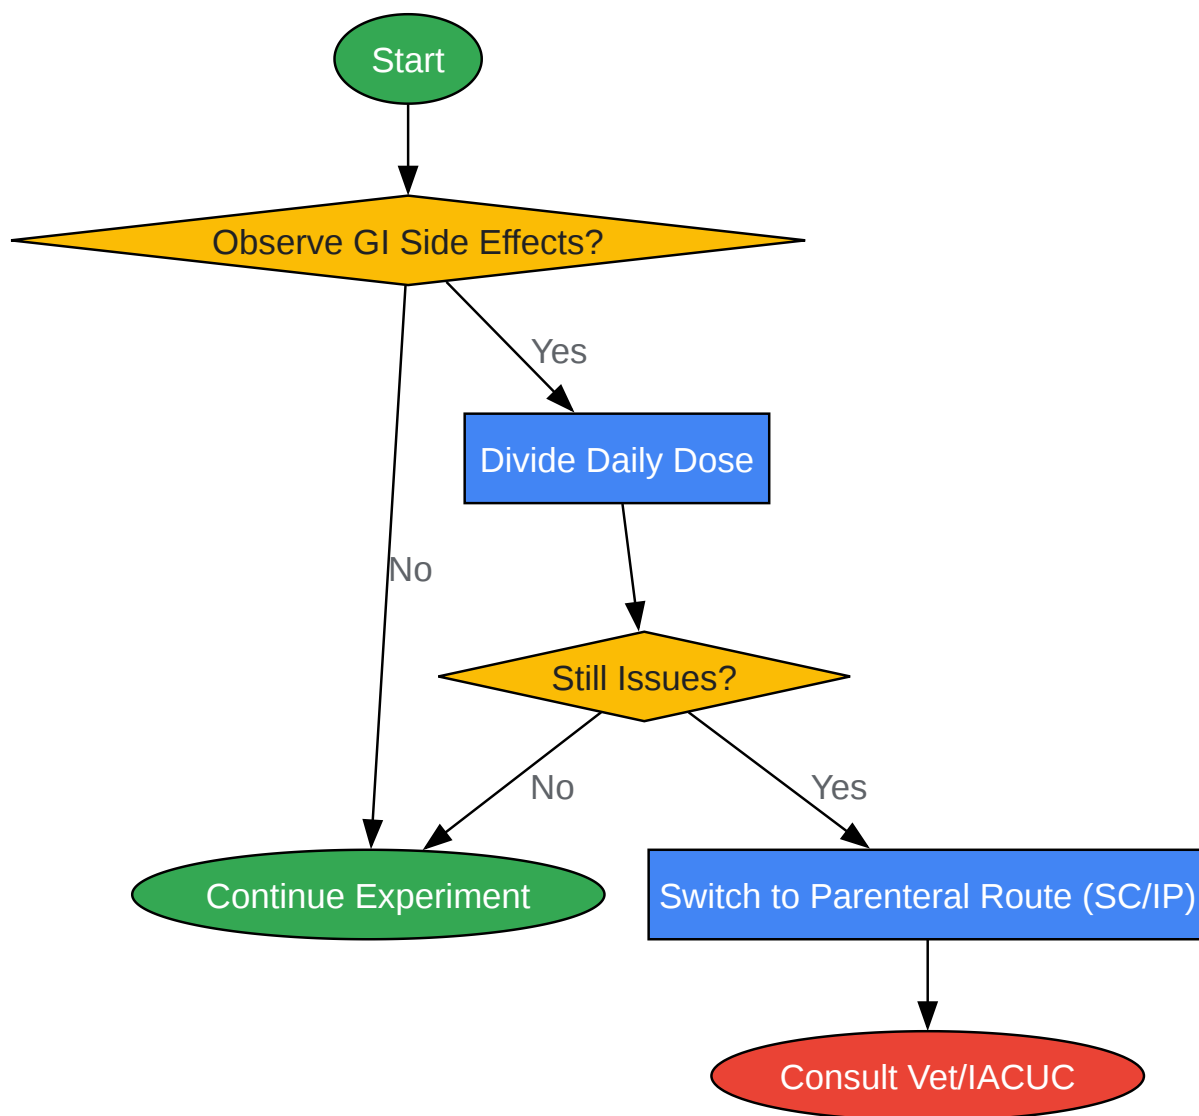 Start
Observe GI Side Effects?
Yes
Divide Daily Dose
No
Still Issues?
No
Yes
Continue Experiment
Switch to Parenteral Route (SC/IP)
Consult Vet/IACUC